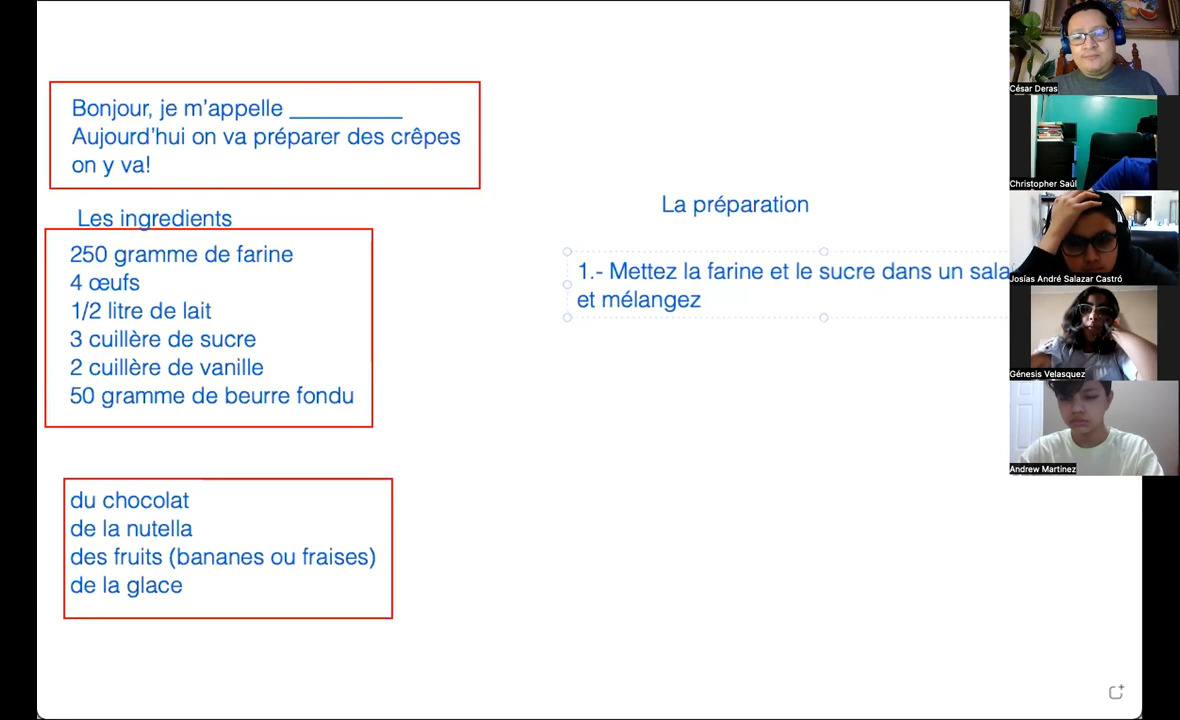 Bonjour, je m'appelle __________
Aujourd'hui on va préparer des crêpes
on y va!
Les ingredients
250 gramme de farine
4 œufs
1/2 litre de lait
3 cuillère de sucre
2 cuillère de vanille
50 gramme de beurre fondu
du chocolat
de la nutella
des fruits (bananes ou fraises)
de la glace
La préparation
1.- Mettez la farine et le sucre dans un
et mélangez
César Deras
Christopher Saúl
Josías André Salazar Castró
Génesis Velasquez
Andrew Martínez